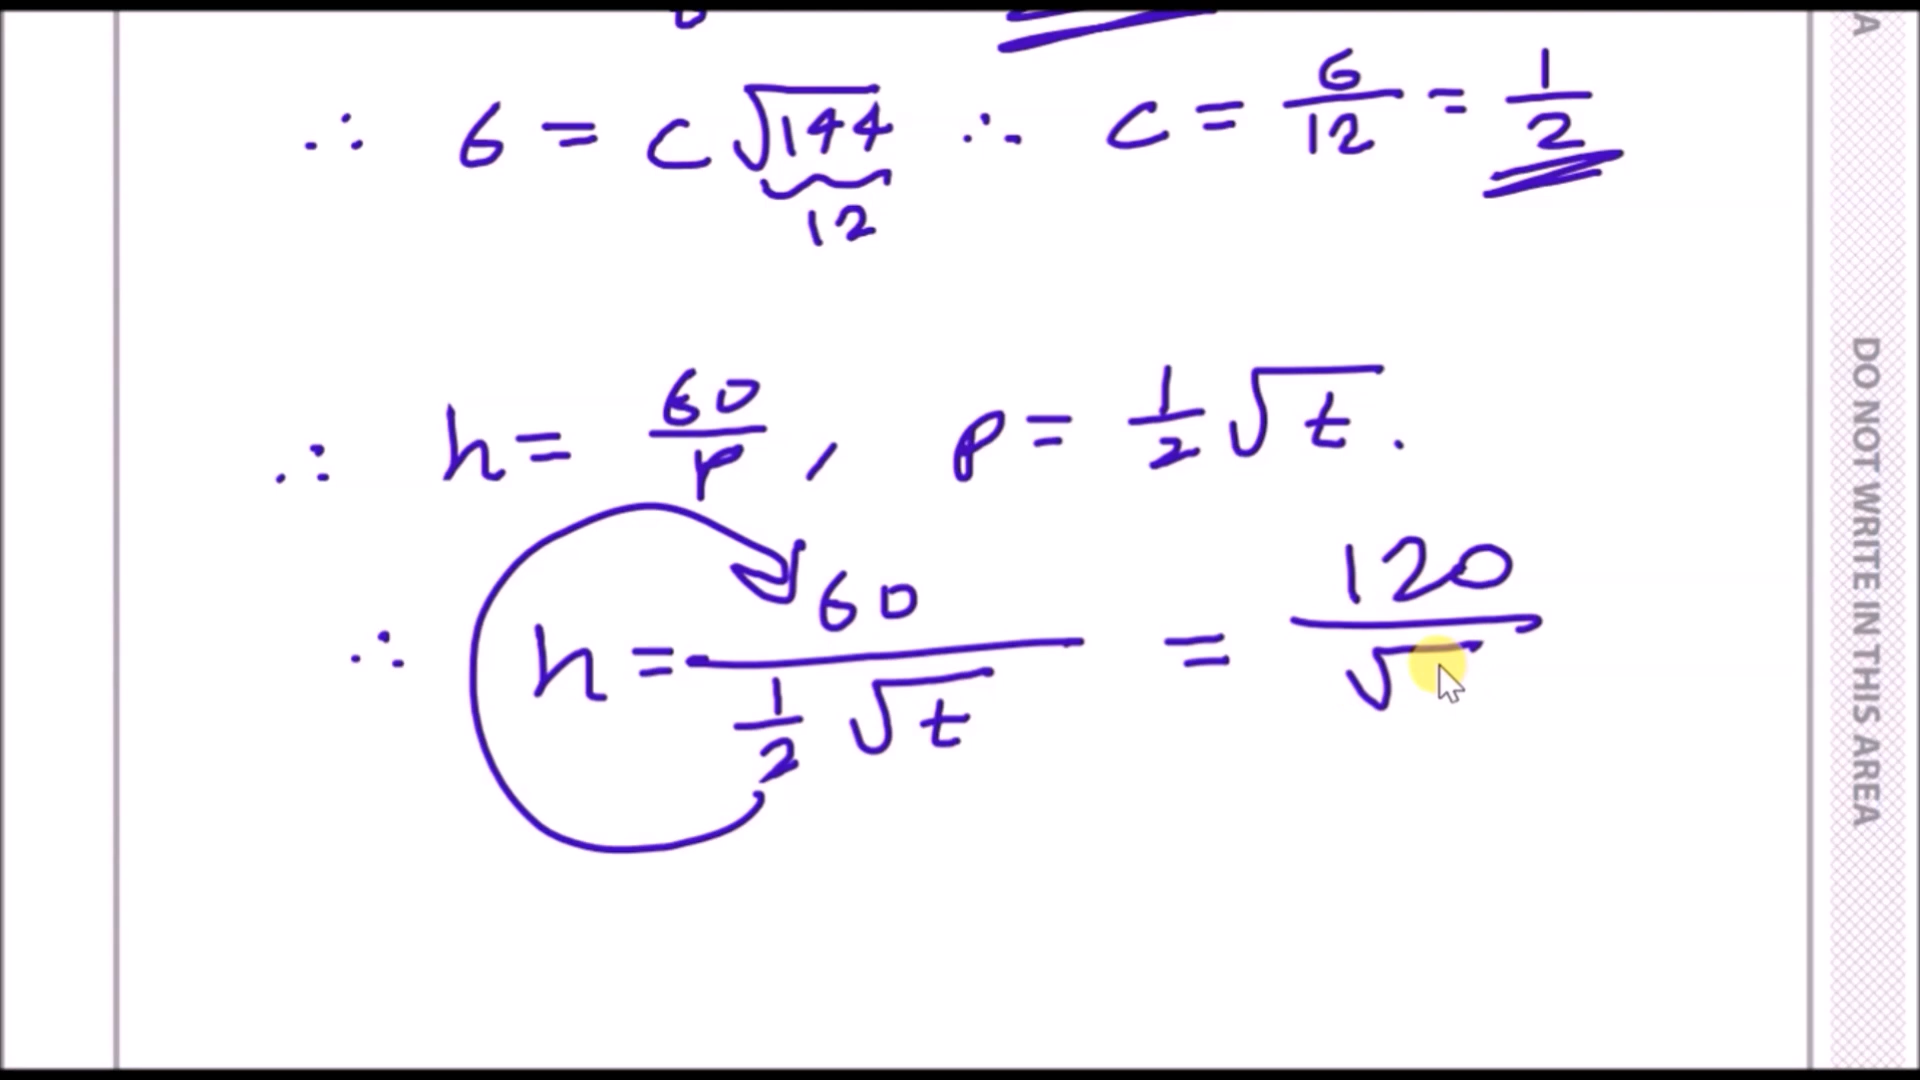 ∴ 6 = c√144 ∴ c = 6/12 = 1/2
12
∴ h = 60/p , p = 1/2 √t .
∴ h = 60 / (1/2 √t) = 120/√
A
DO NOT WRITE IN THIS AREA